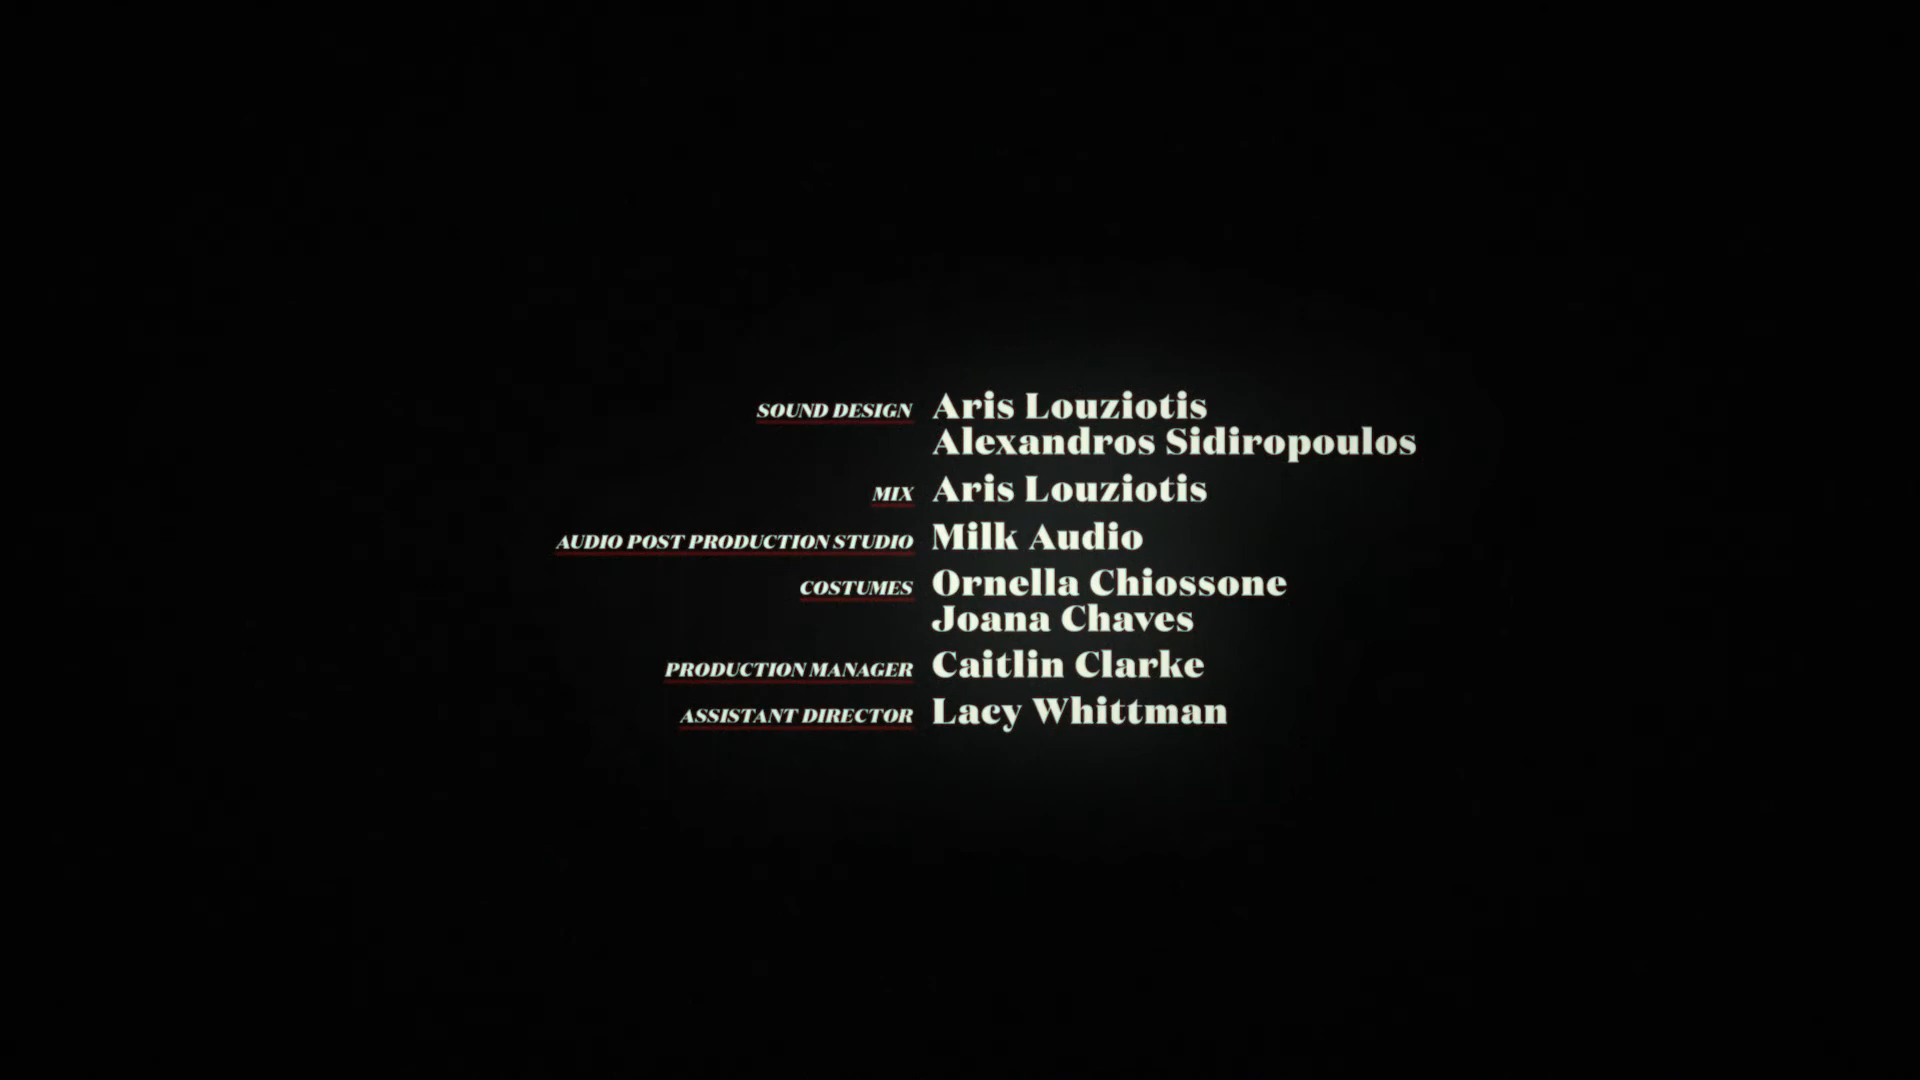 SOUND DESIGN Aris Louziotis
Alexandros Sidiropoulos
MIX Aris Louziotis
AUDIO POST PRODUCTION STUDIO Milk Audio
COSTUMES Ornella Chiossone
Joana Chaves
PRODUCTION MANAGER Caitlin Clarke
ASSISTANT DIRECTOR Lacy Whittman